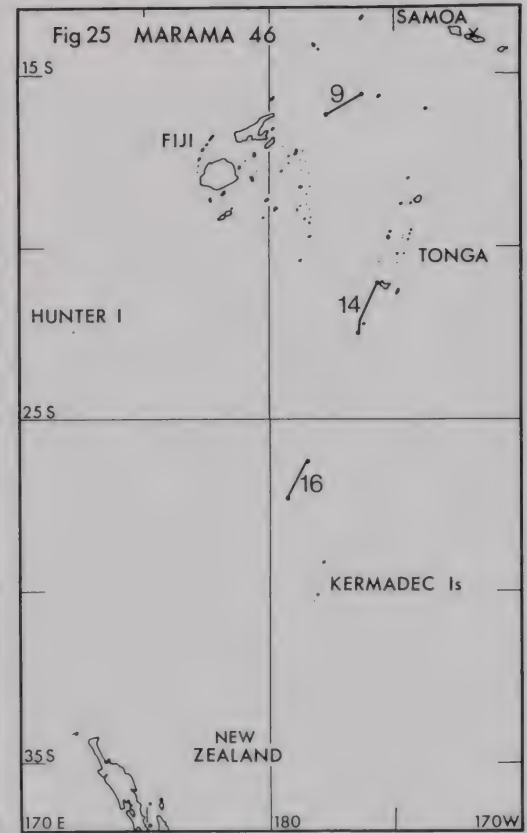 Fig 25 MARAMA 46
SAMOA
15 S
9
FIJI
TONGA
HUNTER I
14
25 S
16
KERMADEC Is
NEW
ZEALAND
35 S
170 E
180
170W